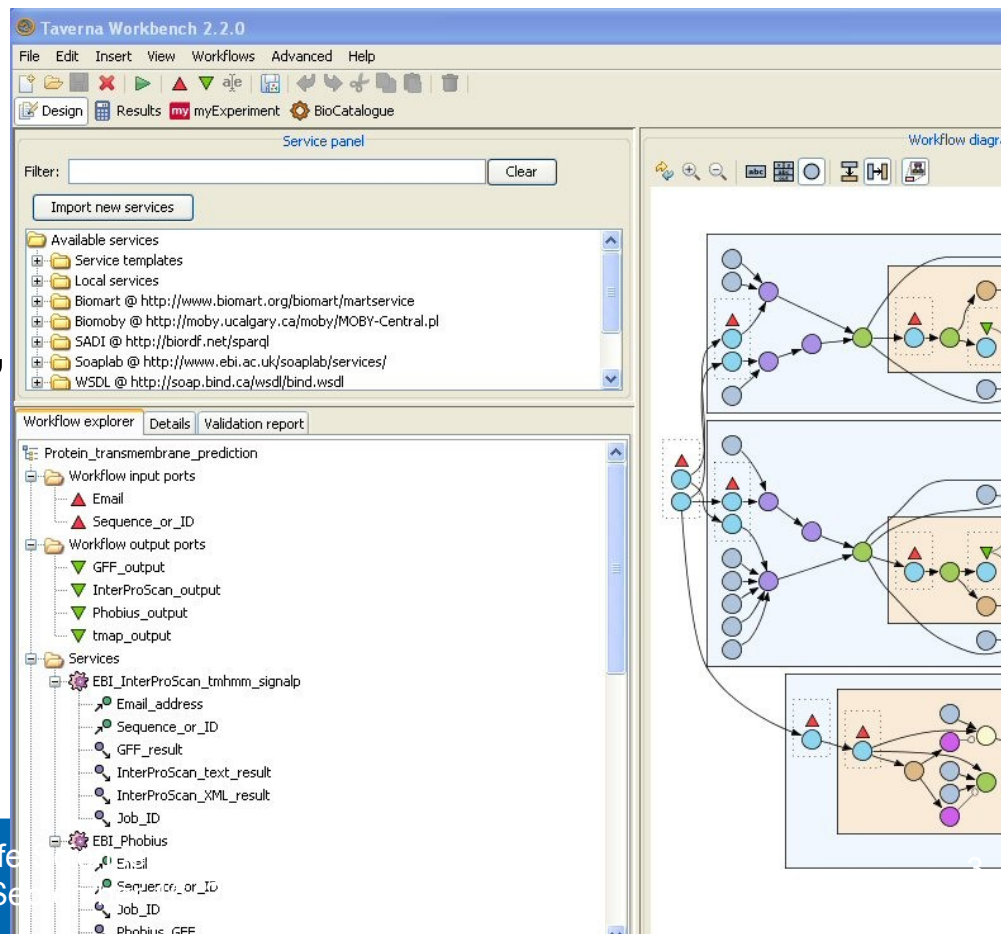 Taverna Workbench 2.2.0
File Edit Insert View Workflows Advanced Help
Design Results my myExperiment BioCatalogue
Service panel
Filter: Clear
Import new services
Available services
Service templates
Local services
Biomart @ http://www.biomart.org/biomart/martservice
Biomoby @ http://moby.ucalgary.ca/moby/MOBY-Central.pl
SADI @ http://biordf.net/sparql
Soaplab @ http://www.ebi.ac.uk/soaplab/services/
WSDL @ http://soap.bind.ca/wsdl/bind.wsdl
Workflow explorer Details Validation report
Protein_transmembrane_prediction
Workflow input ports
Email
Sequence_or_ID
Workflow output ports
GFF_output
InterProScan_output
Phobius_output
tmap_output
Services
EBI_InterProScan_tmhmm_signalp
Email_address
Sequence_or_ID
GFF_result
InterProScan_text_result
InterProScan_XML_result
Job_ID
EBI_Phobius
Email
Sequence_or_ID
Job_ID
Phobius_GFF
Workflow diagr
abc
3